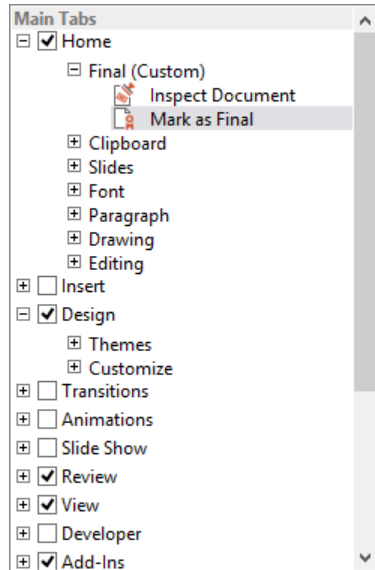 Main Tabs
Home
Final (Custom)
Inspect Document
Mark as Final
Clipboard
Slides
Font
Paragraph
Drawing
Editing
Insert
Design
Themes
Customize
Transitions
Animations
Slide Show
Review
View
Developer
Add-Ins